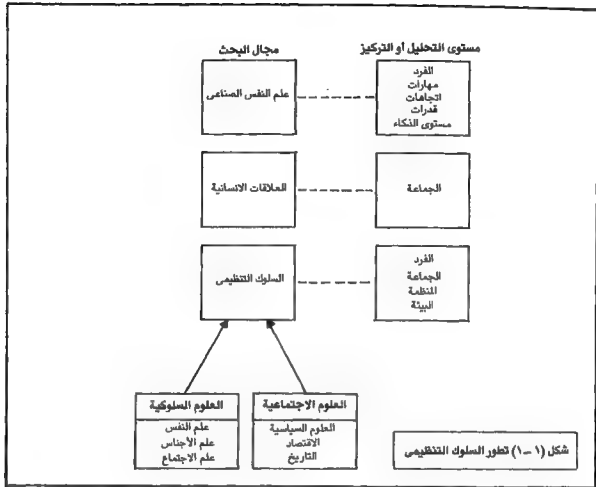 مستوى التحليل أو التركيز
مجال البحث
الفرد
مهارات
اتجاهات
قدرات
مستوى الذكاء
علم النفس الصناعى
الجماعة
العلاقات الانسانية
الفرد
الجماعة
المنظمة
البيئة
السلوك التنظيمى
العلوم الاجتماعية
العلوم السياسية
الاقتصاد
التاريخ
العلوم السلوكية
علم النفس
علم الأجناس
علم الاجتماع
شكل (١ – ١) تطور السلوك التنظيمى